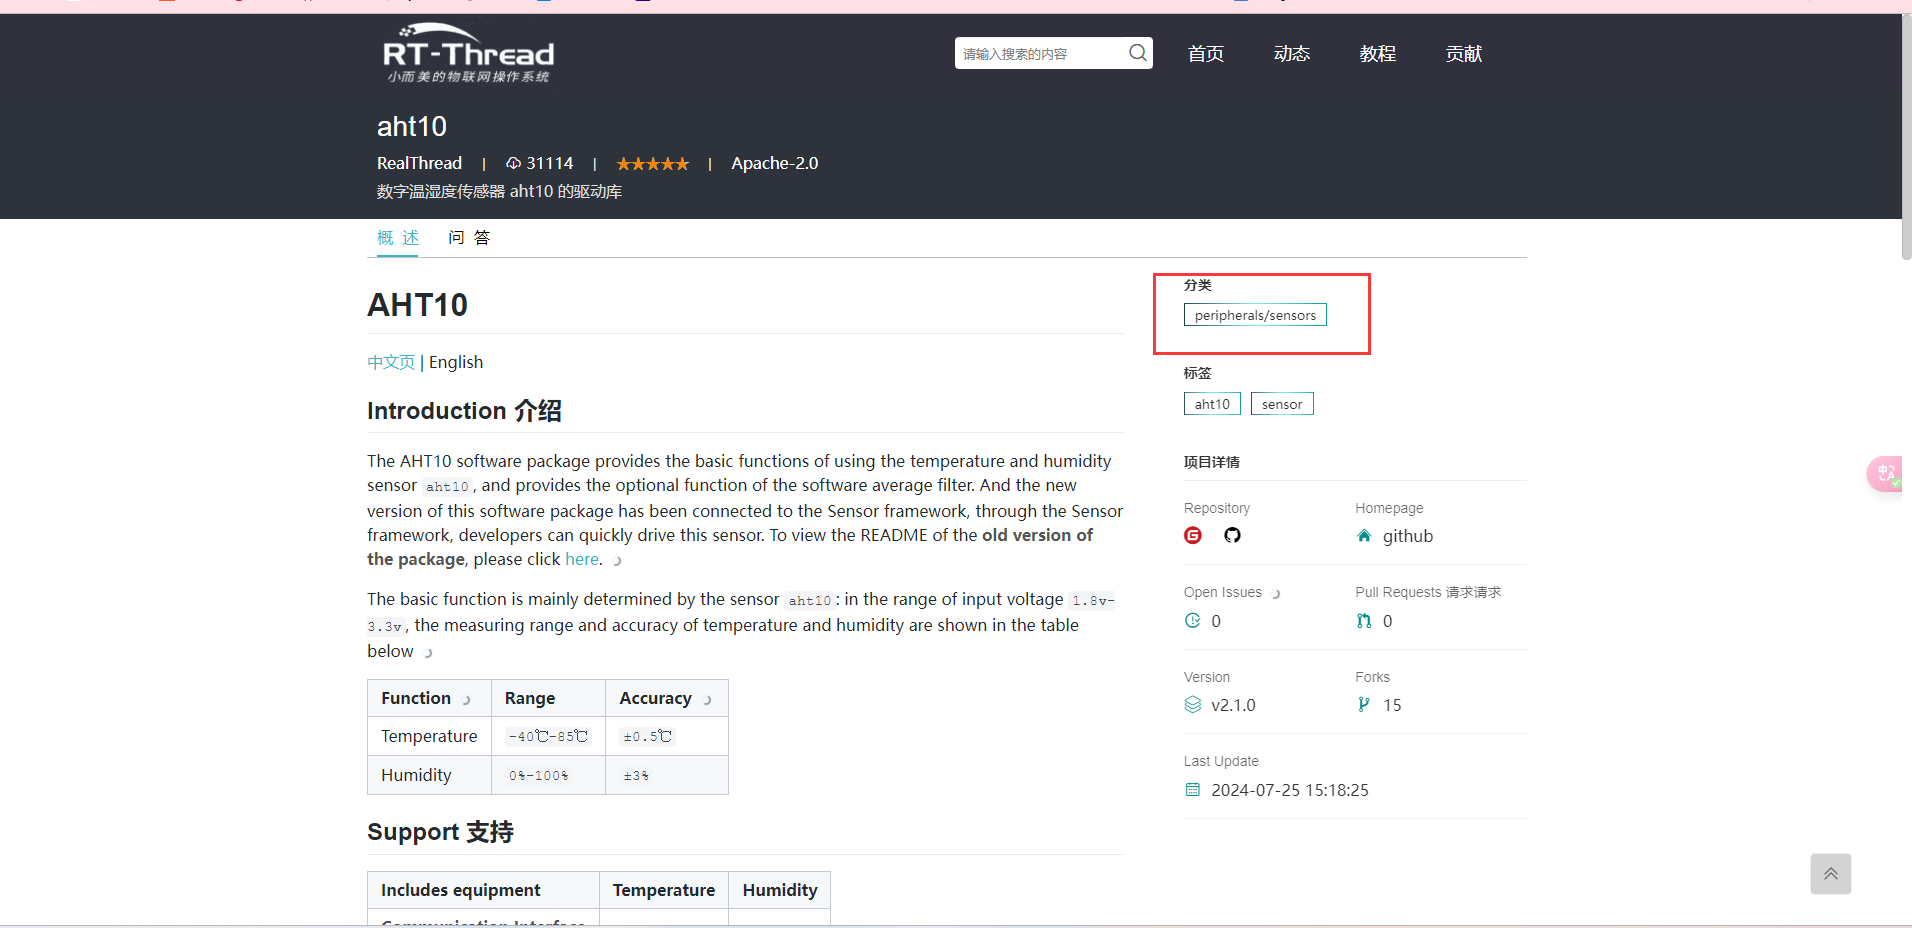 RT-Thread
小而美的物联网操作系统
请输入搜索的内容
首页 动态 教程 贡献
aht10
RealThread | 31114 | ★★★★★ | Apache-2.0
数字温湿度传感器 aht10 的驱动库
概 述 问 答
AHT10
中文页 | English
Introduction 介绍
The AHT10 software package provides the basic functions of using the temperature and humidity
sensor aht10, and provides the optional function of the software average filter. And the new
version of this software package has been connected to the Sensor framework, through the Sensor
framework, developers can quickly drive this sensor. To view the README of the old version of
the package, please click here.
The basic function is mainly determined by the sensor aht10: in the range of input voltage 1.8v-
3.3v, the measuring range and accuracy of temperature and humidity are shown in the table
below
Function Range Accuracy
Temperature -40℃-85℃ ±0.5℃
Humidity 0%-100% ±3%
Support 支持
Includes equipment Temperature Humidity
Communication Interface
分类
peripherals/sensors
标签
aht10 sensor
项目详情
Repository Homepage
github
Open Issues Pull Requests 请求请求
0 0
Version Forks
v2.1.0 15
Last Update
2024-07-25 15:18:25